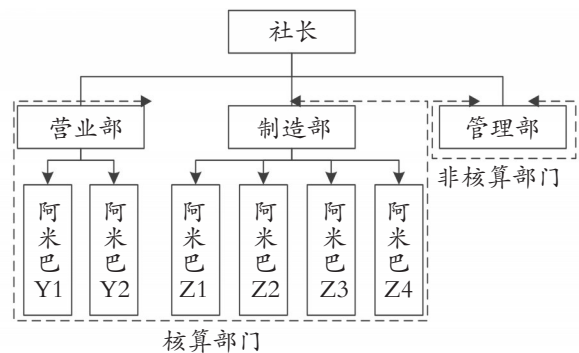 社长
营业部
制造部
管理部
非核算部门
阿米巴Y1
阿米巴Y2
阿米巴Z1
阿米巴Z2
阿米巴Z3
阿米巴Z4
核算部门